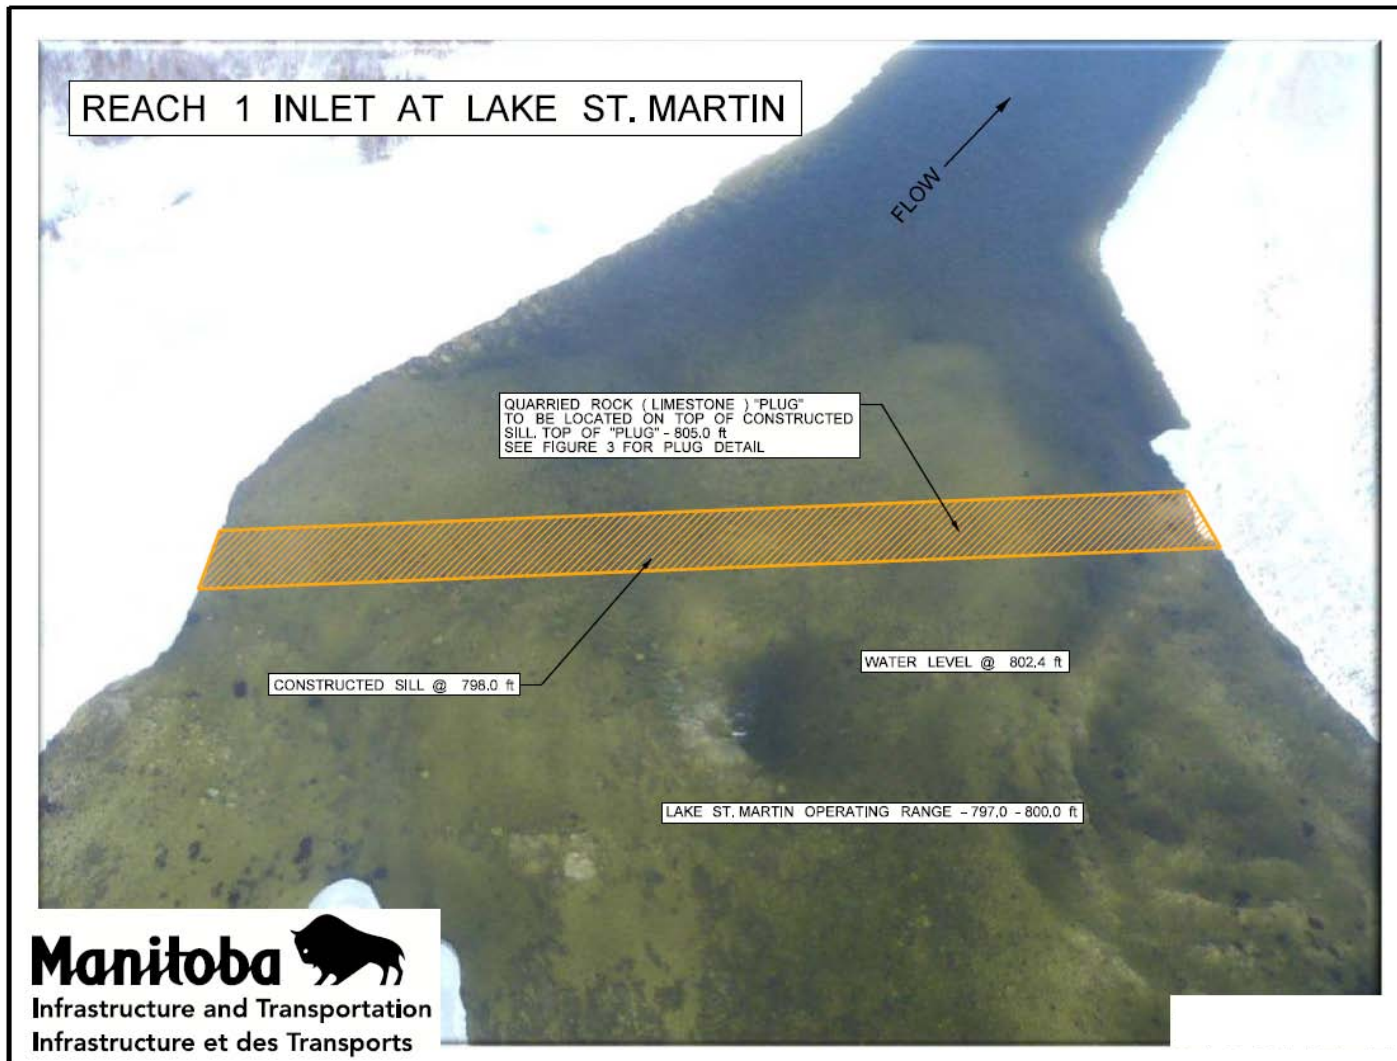 REACH 1 INLET AT LAKE ST. MARTIN
FLOW
QUARRIED ROCK ( LIMESTONE ) "PLUG"
TO BE LOCATED ON TOP OF CONSTRUCTED
SILL. TOP OF "PLUG" - 805.0 ft
SEE FIGURE 3 FOR PLUG DETAIL
WATER LEVEL @ 802.4 ft
CONSTRUCTED SILL @ 798.0 ft
LAKE ST. MARTIN OPERATING RANGE - 797.0 - 800.0 ft
Manitoba
Infrastructure and Transportation
Infrastructure et des Transports